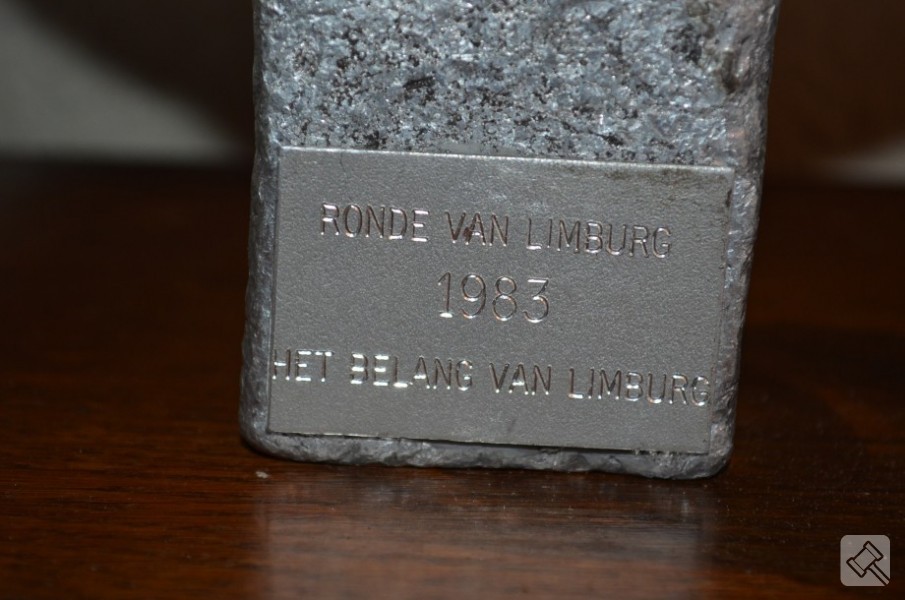 RONDE VAN LIMBURG
1983
HET BELANG VAN LIMBURG